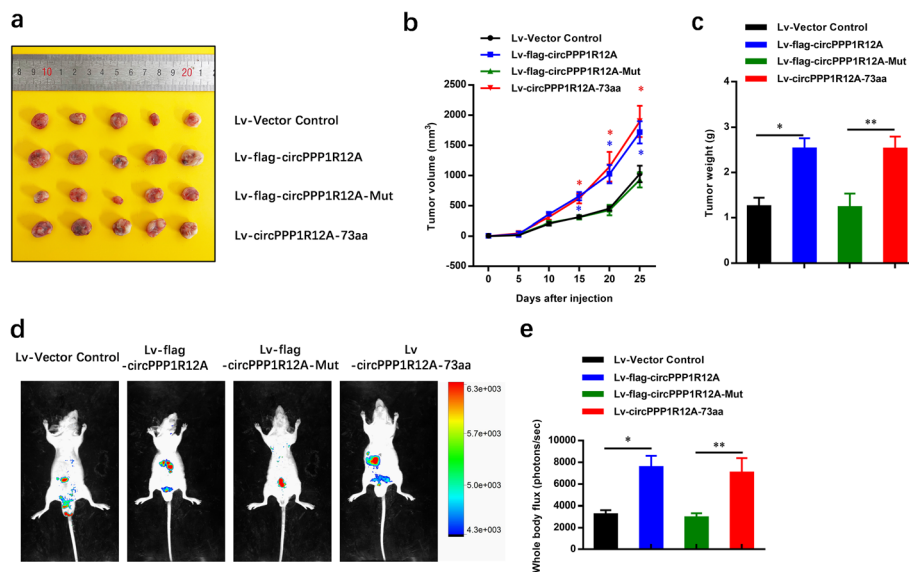 a
8 9 10 1 2 3 4 5 6 7 8 9 20 1 2
Lv-Vector Control
Lv-flag-circPPP1R12A
Lv-flag-circPPP1R12A-Mut
Lv-circPPP1R12A-73aa
b
Lv-Vector Control
Lv-flag-circPPP1R12A
Lv-flag-circPPP1R12A-Mut
Lv-circPPP1R12A-73aa
Tumor volume (mm³)
2500
2000
1500
1000
500
0
-500
* * * * * *
0 5 10 15 20 25
Days after injection
c
Lv-Vector Control
Lv-flag-circPPP1R12A
Lv-flag-circPPP1R12A-Mut
Lv-circPPP1R12A-73aa
Tumor weight (g)
4
3
2
1
0
* **
d
Lv-Vector Control
Lv-flag
-circPPP1R12A
Lv-flag
-circPPP1R12A-Mut
Lv
-circPPP1R12A-73aa
6.3e+003
5.7e+003
5.0e+003
4.3e+003
e
Lv-Vector Control
Lv-flag-circPPP1R12A
Lv-flag-circPPP1R12A-Mut
Lv-circPPP1R12A-73aa
Whole body flux (photons/sec)
10000
8000
6000
4000
2000
0
* **